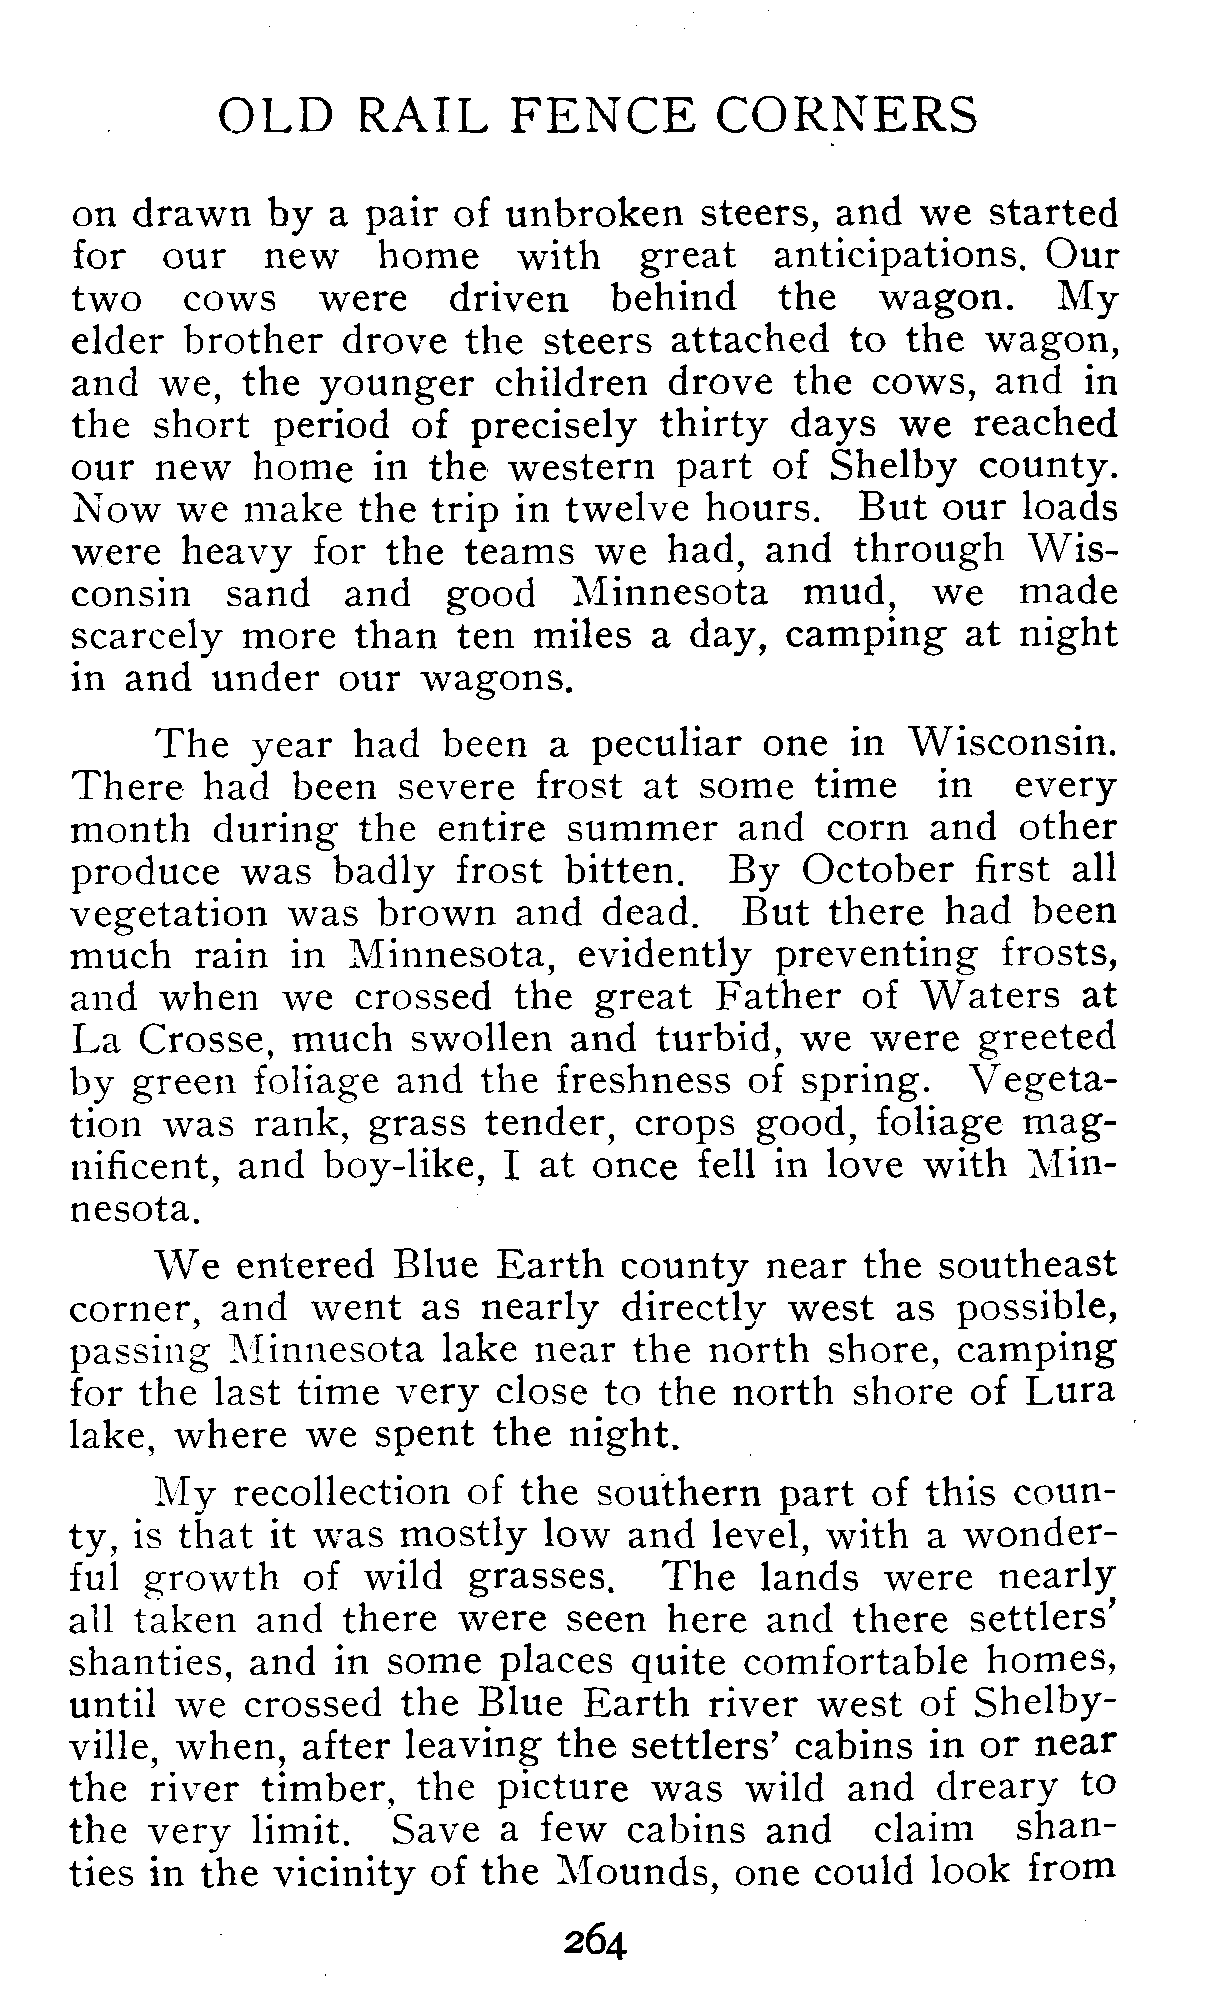 OLD RAIL FENCE CORNERS
on drawn by a pair of unbroken steers, and we started
for our new home with great anticipations. Our
two cows were driven behind the wagon. My
elder brother drove the steers attached to the wagon,
and we, the younger children drove the cows, and in
the short period of precisely thirty days we reached
our new home in the western part of Shelby county.
Now we make the trip in twelve hours. But our loads
were heavy for the teams we had, and through Wis-
consin sand and good Minnesota mud, we made
scarcely more than ten miles a day, camping at night
in and under our wagons.
The year had been a peculiar one in Wisconsin.
There had been severe frost at some time in every
month during the entire summer and corn and other
produce was badly frost bitten. By October first all
vegetation was brown and dead. But there had been
much rain in Minnesota, evidently preventing frosts,
and when we crossed the great Father of Waters at
La Crosse, much swollen and turbid, we were greeted
by green foliage and the freshness of spring. Vegeta-
tion was rank, grass tender, crops good, foliage mag-
nificent, and boy-like, I at once fell in love with Min-
nesota.
We entered Blue Earth county near the southeast
corner, and went as nearly directly west as possible,
passing Minnesota lake near the north shore, camping
for the last time very close to the north shore of Lura
lake, where we spent the night.
My recollection of the southern part of this coun-
ty, is that it was mostly low and level, with a wonder-
ful growth of wild grasses. The lands were nearly
all taken and there were seen here and there settlers'
shanties, and in some places quite comfortable homes,
until we crossed the Blue Earth river west of Shelby-
ville, when, after leaving the settlers' cabins in or near
the river timber, the picture was wild and dreary to
the very limit. Save a few cabins and claim shan-
ties in the vicinity of the Mounds, one could look from
264